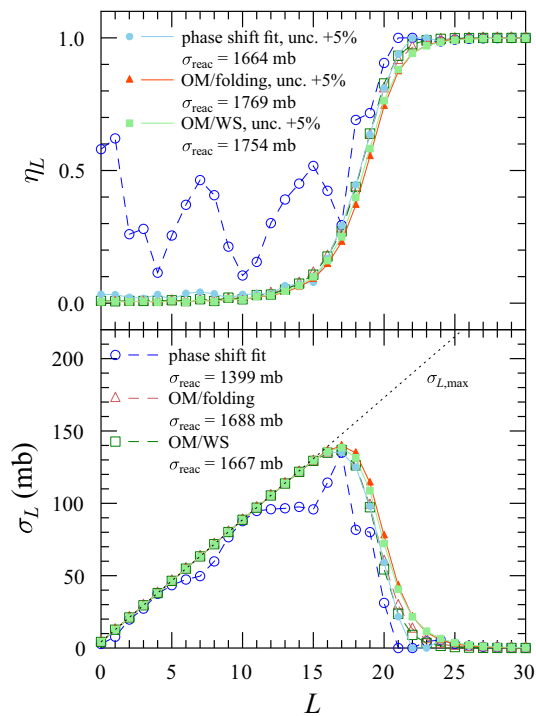 1.0
phase shift fit, unc. +5%
σreac = 1664 mb
OM/folding, unc. +5%
σreac = 1769 mb
OM/WS, unc. +5%
σreac = 1754 mb
0.5
0.0
ηL
200
phase shift fit
σreac = 1399 mb
OM/folding
σreac = 1688 mb
OM/WS
σreac = 1667 mb
σL,max
150
100
50
0
σL (mb)
0 5 10 15 20 25 30
L